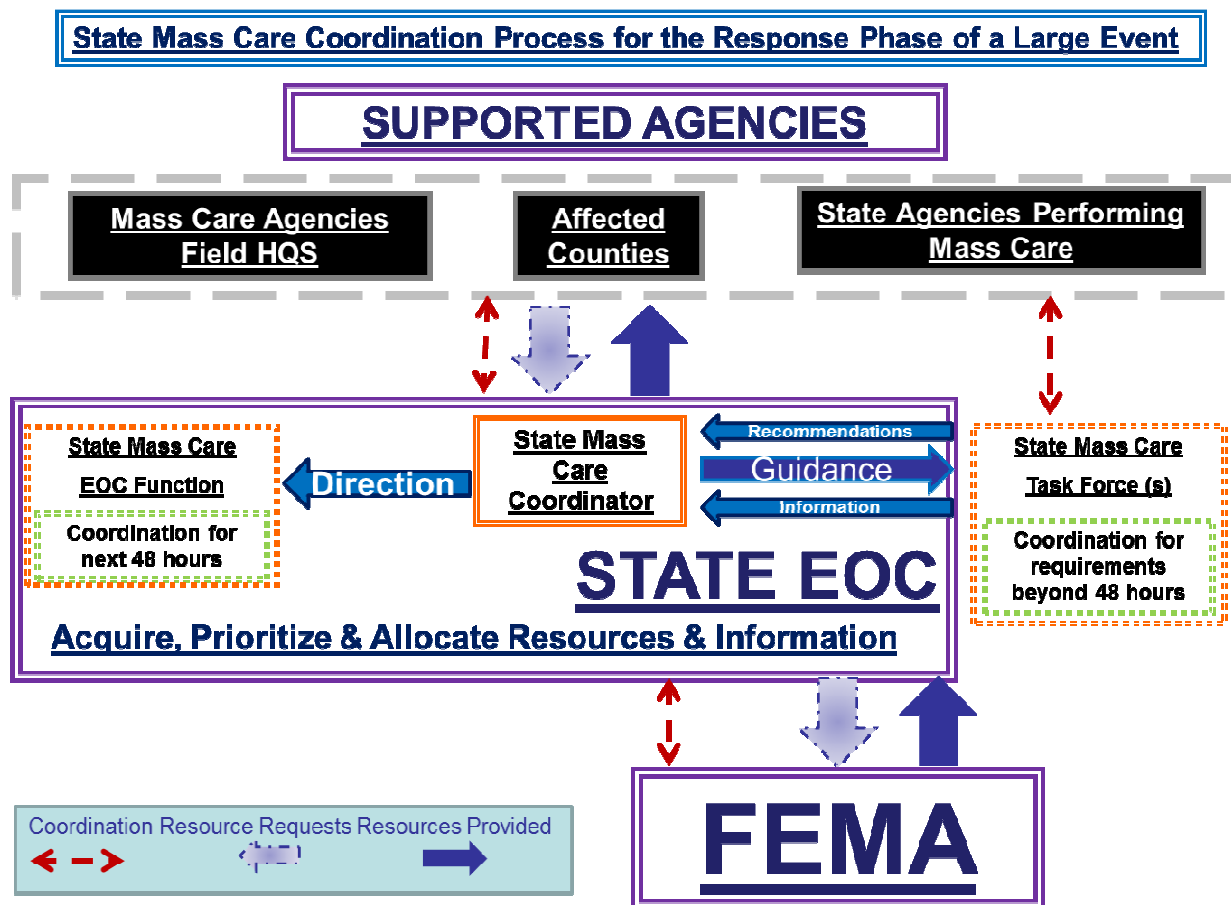 State Mass Care Coordination Process for the Response Phase of a Large Event
SUPPORTED AGENCIES
Mass Care Agencies
Field HQS
Affected
Counties
State Agencies Performing
Mass Care
State Mass Care
EOC Function
Coordination for
next 48 hours
Direction
State Mass
Care
Coordinator
Recommendations
Guidance
Information
State Mass Care
Task Force (s)
Coordination for
requirements
beyond 48 hours
STATE EOC
Acquire, Prioritize & Allocate Resources & Information
FEMA
Coordination Resource Requests Resources Provided